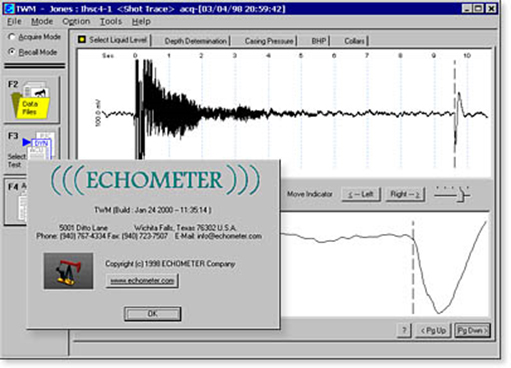 TWM - Jones : thsc4-1 <Shot Trace> acq-[03/04/98 20:59:42]
File Mode Option Tools Help
Acquire Mode
Recall Mode
Select Liquid Level Depth Determination Casing Pressure BHP Collars
Sec 0 1 2 3 4 5 6 7 8 9 10
100.0 mV
F2
Data
Files
F3
Select
Test
DYN
F4
Move Indicator <-- Left Right -->
(((ECHOMETER)))
TWM (Build : Jan 24 2000 -- 11:35:14 )
5001 Ditto Lane Wichita Falls, Texas 76302 U.S.A.
Phone: (940) 767-4334 Fax: (940) 723-7507 E-Mail: info@echometer.com
Copyright (c) 1998 ECHOMETER Company
www.echometer.com
OK
? < Pg Up Pg Dwn >